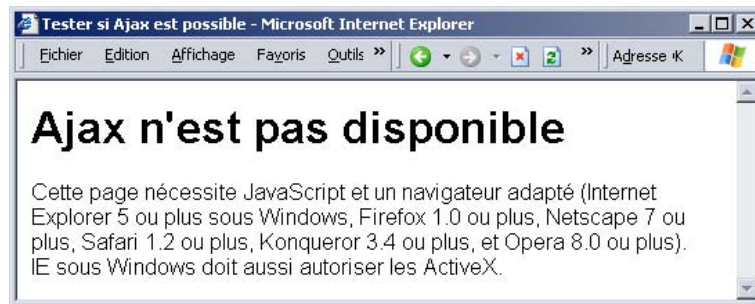 Tester si Ajax est possible - Microsoft Internet Explorer
Fichier Edition Affichage Favoris Outils » » Adresse
Ajax n'est pas disponible
Cette page nécessite JavaScript et un navigateur adapté (Internet
Explorer 5 ou plus sous Windows, Firefox 1.0 ou plus, Netscape 7 ou
plus, Safari 1.2 ou plus, Konqueror 3.4 ou plus, et Opera 8.0 ou plus).
IE sous Windows doit aussi autoriser les ActiveX.